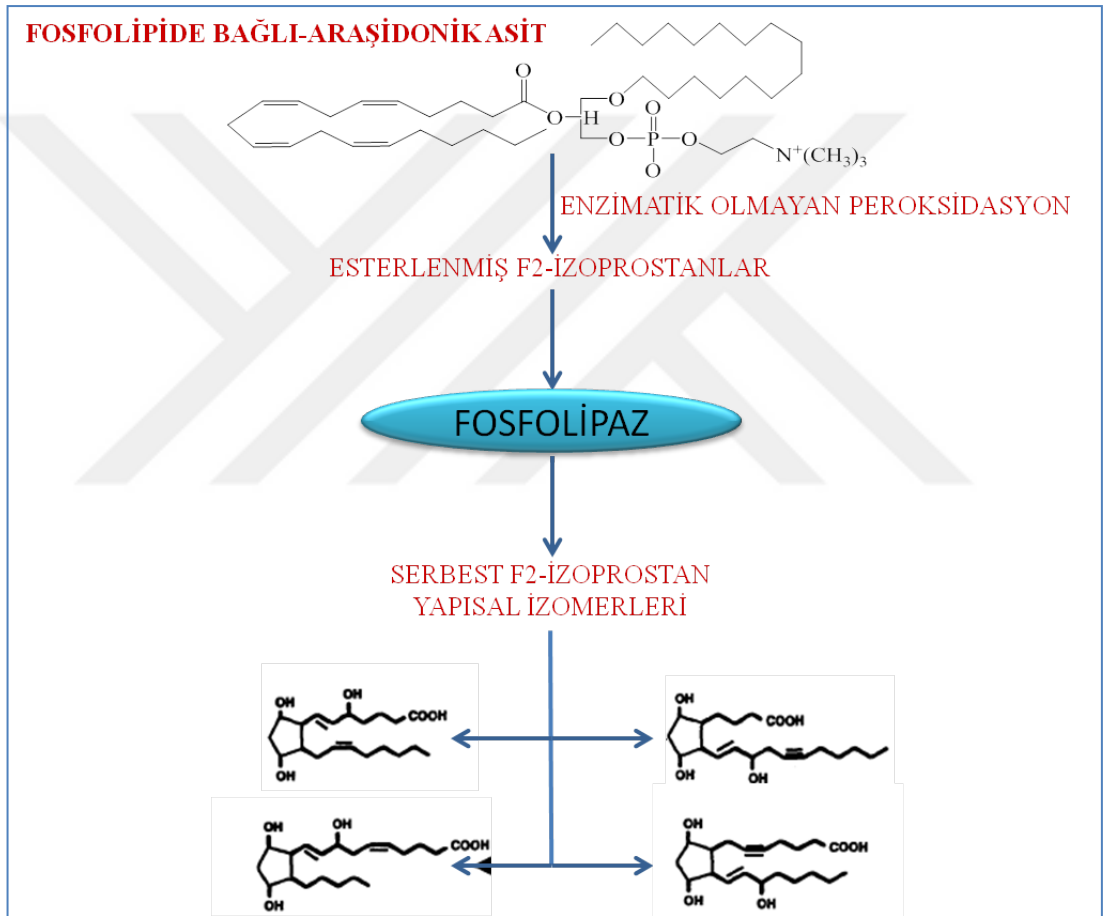 FOSFOLİPİDE BAĞLI-ARAŞİDONİK ASİT
O
O
H
O
O
O
P
O
O
N⁺(CH₃)₃
ENZİMATİK OLMAYAN PEROKSİDASYON
ESTERLENMİŞ F2-İZOPROSTANLAR
FOSFOLİPAZ
SERBEST F2-İZOPROSTAN
YAPISAL İZOMERLERİ
OH
OH
COOH
OH
OH
COOH
OH
OH
OH
OH
COOH
OH
OH
COOH
OH
OH